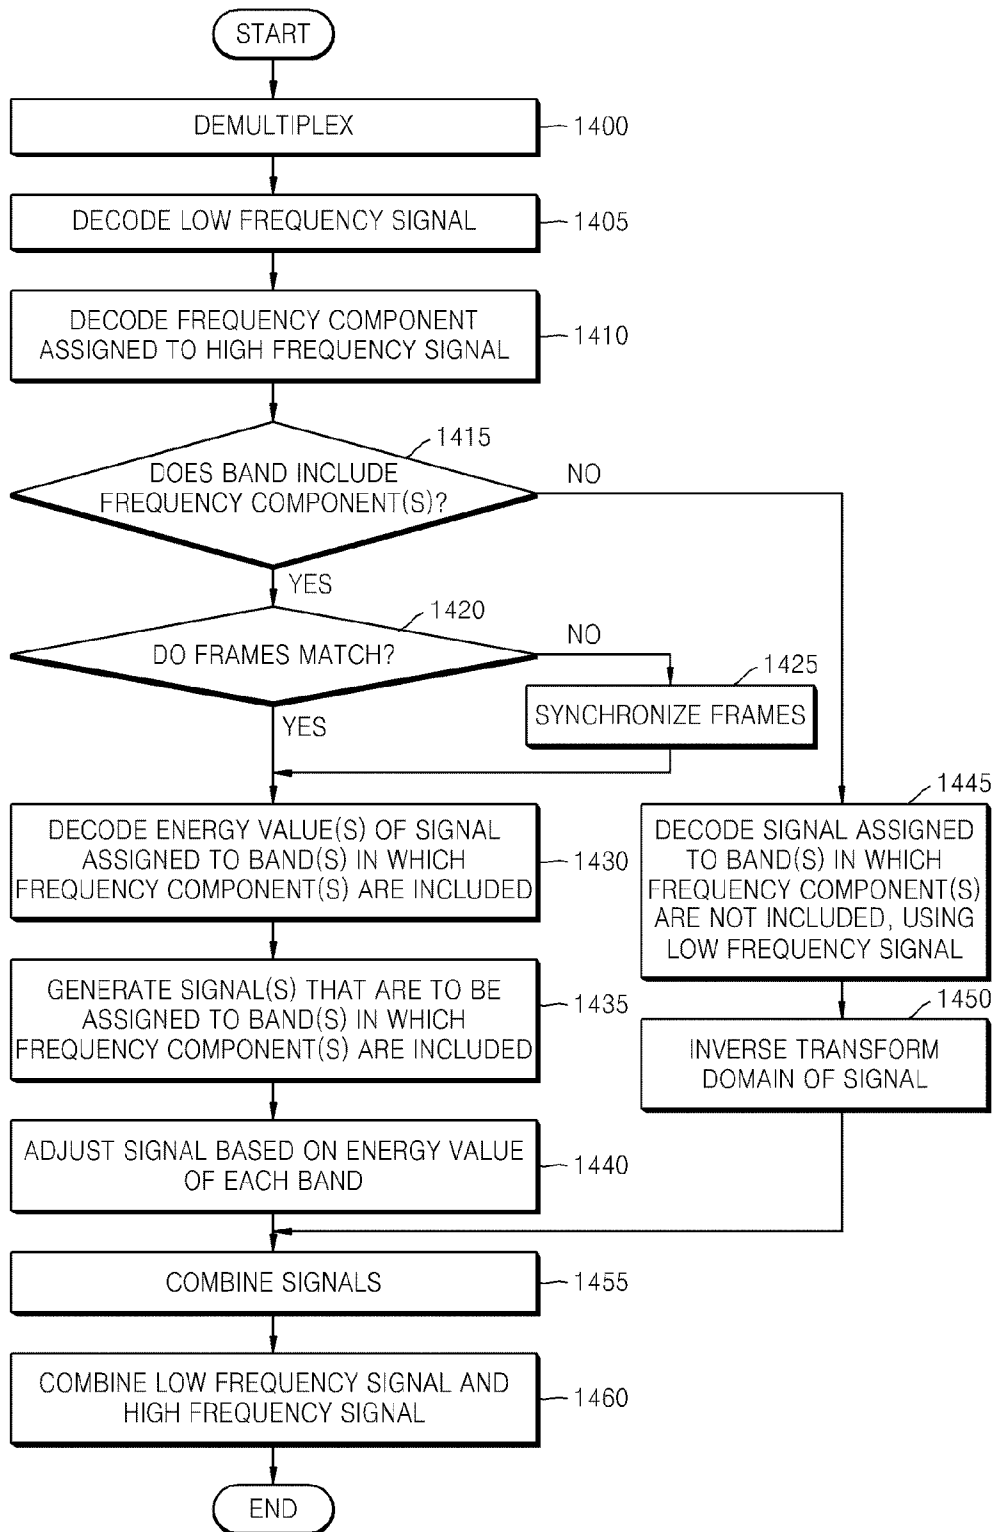 START
DEMULTIPLEX
1400
DECODE LOW FREQUENCY SIGNAL
1405
DECODE FREQUENCY COMPONENT
ASSIGNED TO HIGH FREQUENCY SIGNAL
1410
1415
DOES BAND INCLUDE
FREQUENCY COMPONENT(S)?
NO
YES
1420
DO FRAMES MATCH?
NO
1425
SYNCHRONIZE FRAMES
YES
DECODE ENERGY VALUE(S) OF SIGNAL
ASSIGNED TO BAND(S) IN WHICH
FREQUENCY COMPONENT(S) ARE INCLUDED
1430
1445
DECODE SIGNAL ASSIGNED
TO BAND(S) IN WHICH
FREQUENCY COMPONENT(S)
ARE NOT INCLUDED, USING
LOW FREQUENCY SIGNAL
GENERATE SIGNAL(S) THAT ARE TO BE
ASSIGNED TO BAND(S) IN WHICH
FREQUENCY COMPONENT(S) ARE INCLUDED
1435
1450
INVERSE TRANSFORM
DOMAIN OF SIGNAL
ADJUST SIGNAL BASED ON ENERGY VALUE
OF EACH BAND
1440
COMBINE SIGNALS
1455
COMBINE LOW FREQUENCY SIGNAL AND
HIGH FREQUENCY SIGNAL
1460
END